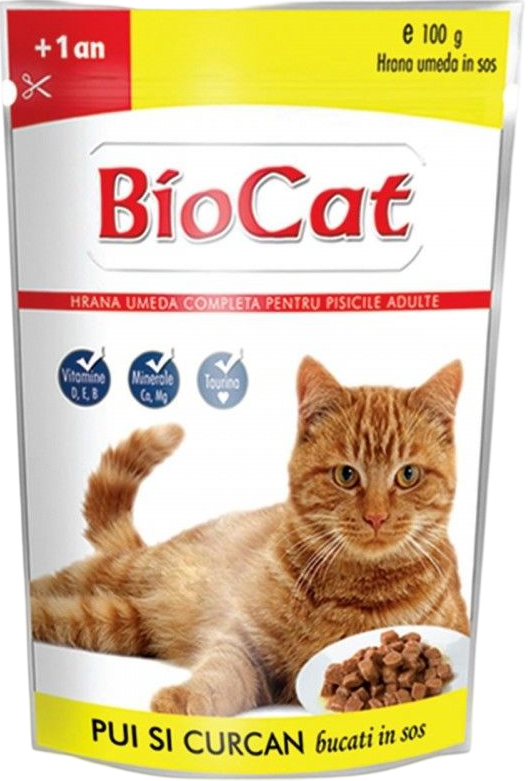 +1 an
℮ 100 g
Hrana umeda in sos
BioCat
HRANA UMEDA COMPLETA PENTRU PISICILE ADULTE
Vitamine
D, E, B
Minerale
Ca, Mg
Taurina
PUI SI CURCAN bucati in sos